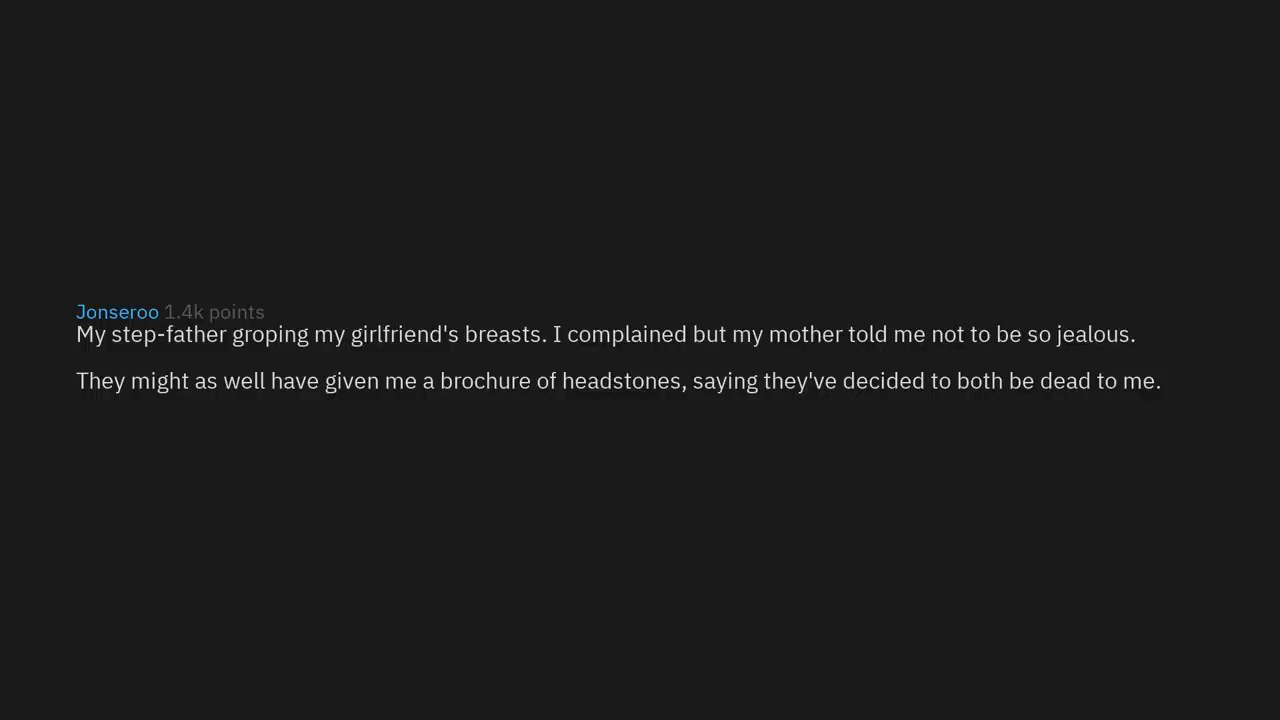 Jonseroo 1.4k points
My step-father groping my girlfriend's breasts. I complained but my mother told me not to be so jealous.
They might as well have given me a brochure of headstones, saying they've decided to both be dead to me.